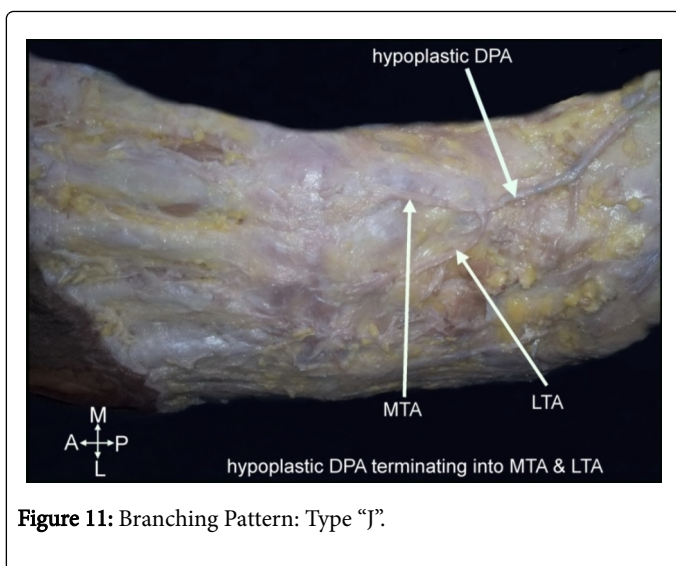 hypoplastic DPA
MTA
LTA
M
A P
L
hypoplastic DPA terminating into MTA & LTA
Figure 11: Branching Pattern: Type “J”.